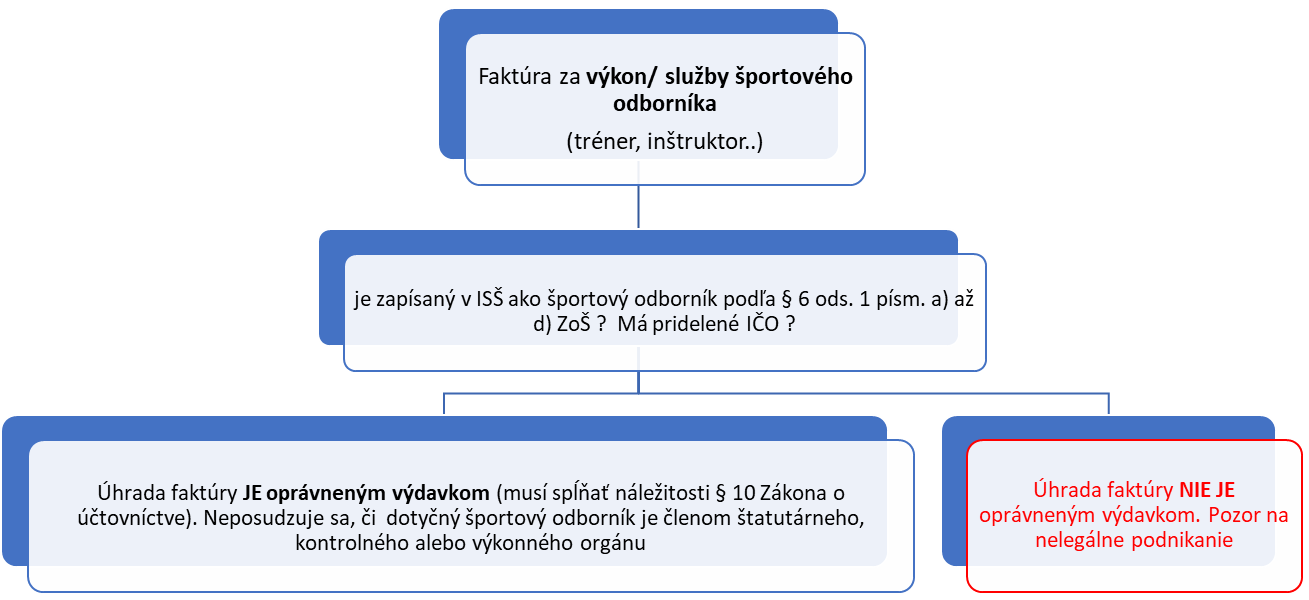 Faktúra za výkon/ služby športového
odborníka
(tréner, inštruktor..)
je zapísaný v ISŠ ako športový odborník podľa § 6 ods. 1 písm. a) až
d) ZoŠ ? Má pridelené IČO ?
Úhrada faktúry JE oprávneným výdavkom (musí spĺňať náležitosti § 10 Zákona o
účtovníctve). Neposudzuje sa, či dotyčný športový odborník je členom štatutárneho,
kontrolného alebo výkonného orgánu
Úhrada faktúry NIE JE
oprávneným výdavkom. Pozor na
nelegálne podnikanie